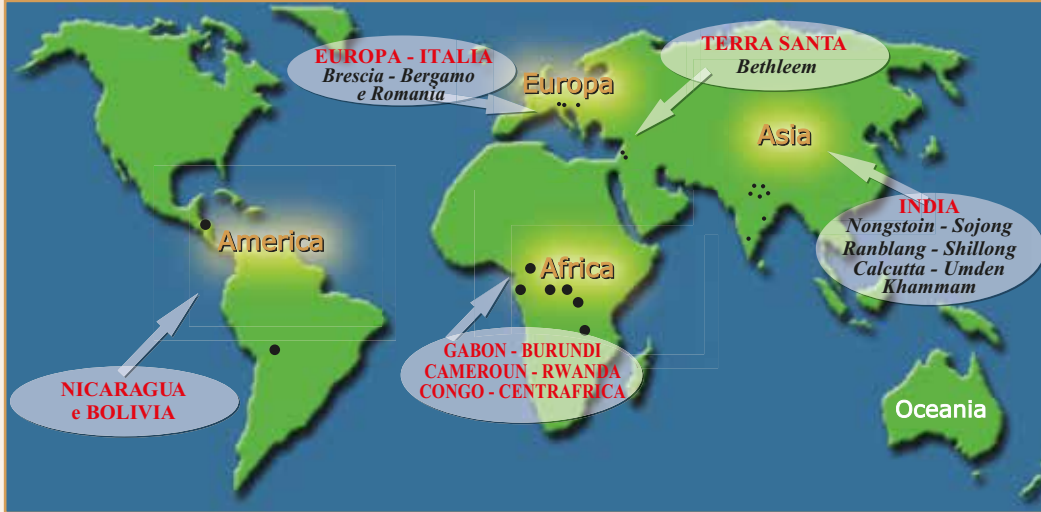 EUROPA - ITALIA
Brescia - Bergamo
e Romania
TERRA SANTA
Bethleem
Europa
Asia
INDIA
Nongstoin - Sojong
Ranblang - Shillong
Calcutta - Umden
Khammam
America
Africa
GABON - BURUNDI
CAMEROUN - RWANDA
CONGO - CENTRAFRICA
NICARAGUA
e BOLIVIA
Oceania